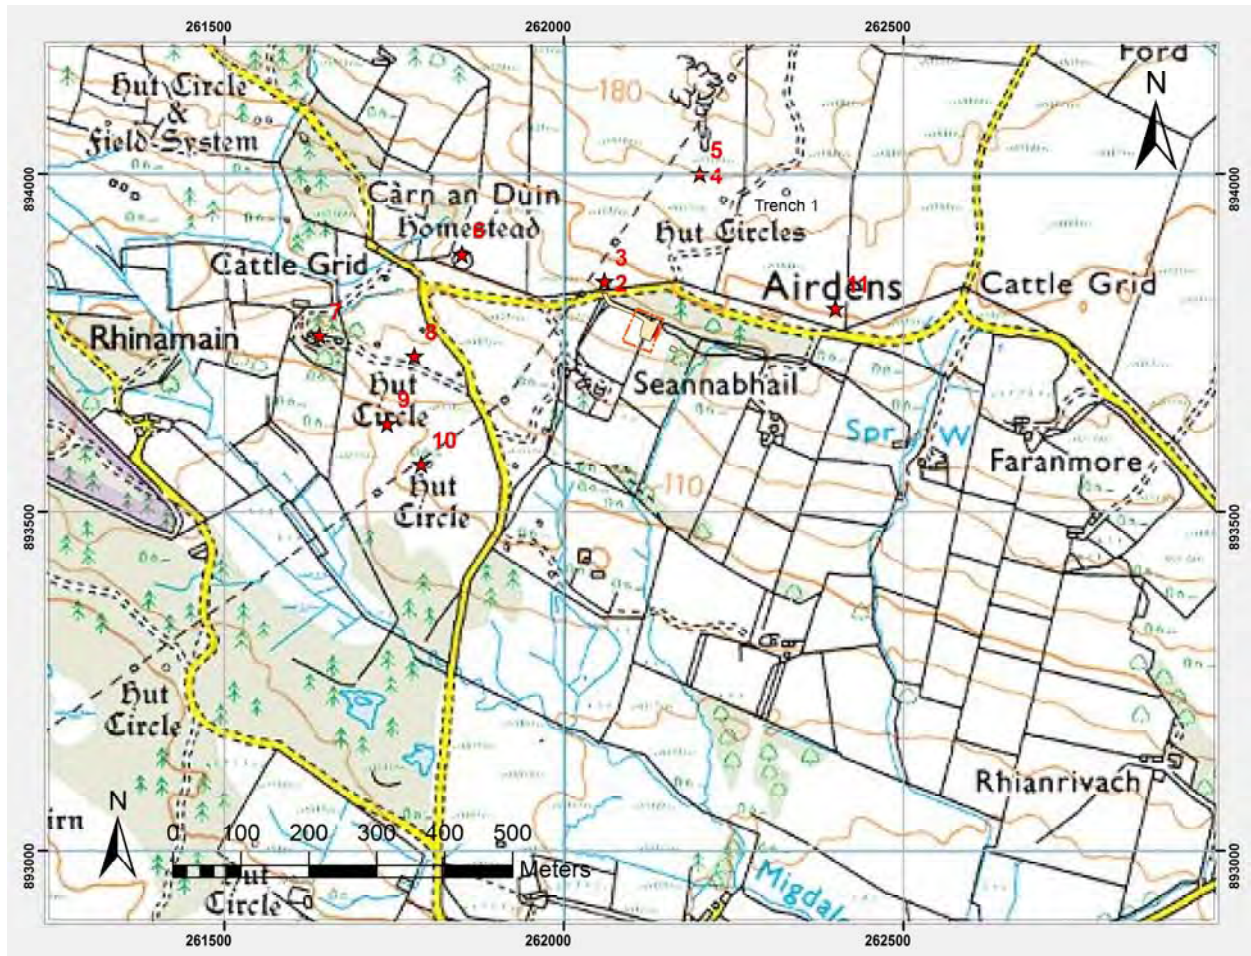 261500
262000
262500
Ford
N
180
Hut Circle
&
Field-System
5
4
894000
894000
Trench 1
Càrn an Duin
Homestead
6
Hut Circles
3
2
Cattle Grid
Airdens
11
Cattle Grid
7
Rhinamain
8
Hut
Circle
9
Seannabhail
10
Spr
W
Faranmore
110
Hut
Circle
893500
893500
Hut
Circle
Rhianrivach
N
irn
0 100 200 300 400 500
Meters
893000
893000
Hut
Circle
Migdale
261500
262000
262500